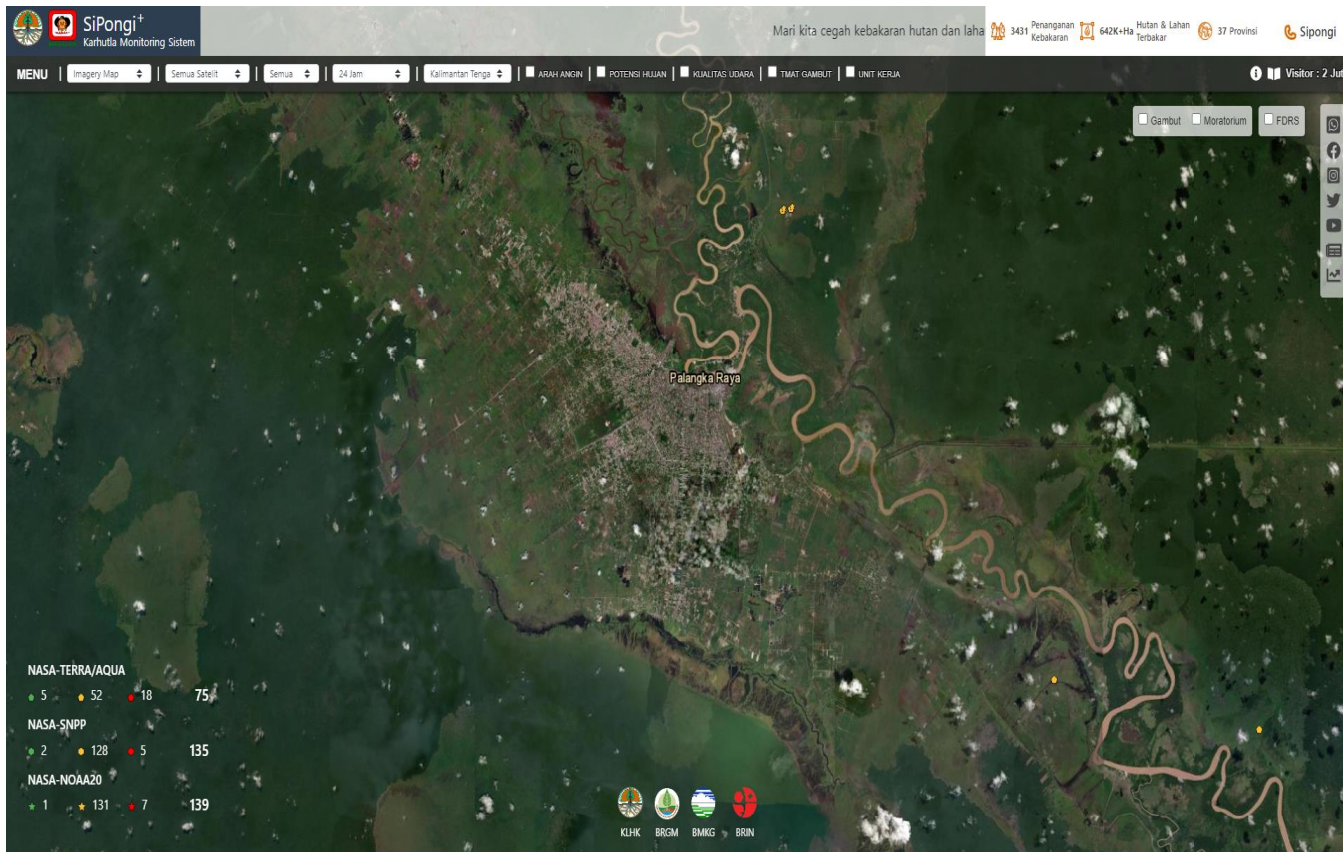 SiPongi+
Karhutla Monitoring Sistem
Mari kita cegah kebakaran hutan dan laha
3431 Penanganan Kebakaran
642K+Ha Hutan & Lahan Terbakar
37 Provinsi
Sipongi
MENU | Imagery Map | Semua Satelit | Semua | 24 Jam | Kalimantan Tenga | ARAH ANGIN | POTENSI HUJAN | KUALITAS UDARA | TMAT GAMBUT | UNIT KERJA
Visitor : 2 Jut
Gambut Moratorium FDRS
Palangka Raya
NASA-TERRA/AQUA
5 52 18 75
NASA-SNPP
2 128 5 135
NASA-NOAA20
1 131 7 139
KLHK BRGM BMKG BRIN